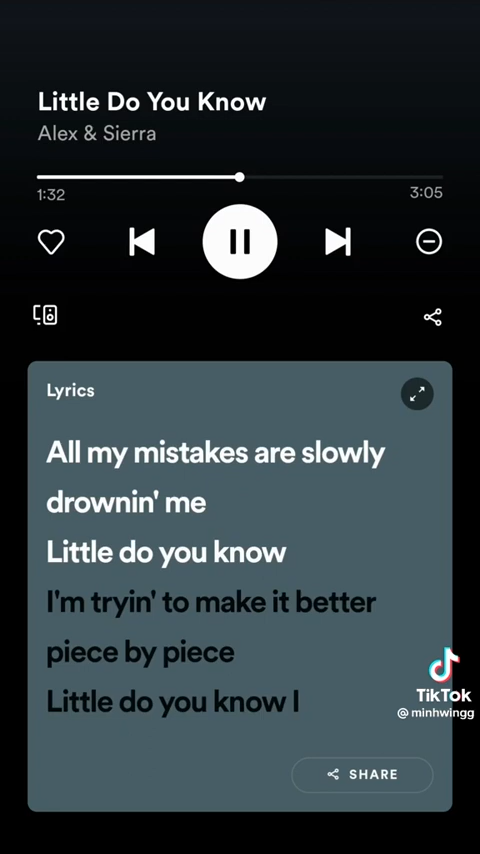 Little Do You Know
Alex & Sierra
1:32
3:05
Lyrics
All my mistakes are slowly
drownin' me
Little do you know
I'm tryin' to make it better
piece by piece
Little do you know I
TikTok
@ minhwingg
SHARE